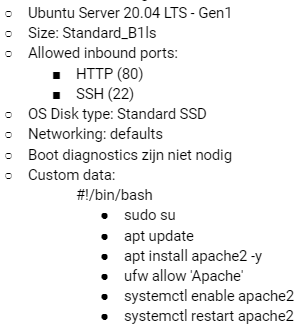 Ubuntu Server 20.04 LTS - Gen1
Size: Standard_B1ls
Allowed inbound ports:
HTTP (80)
SSH (22)
OS Disk type: Standard SSD
Networking: defaults
Boot diagnostics zijn niet nodig
Custom data:
#!/bin/bash
sudo su
apt update
apt install apache2 -y
ufw allow 'Apache'
systemctl enable apache2
systemctl restart apache2